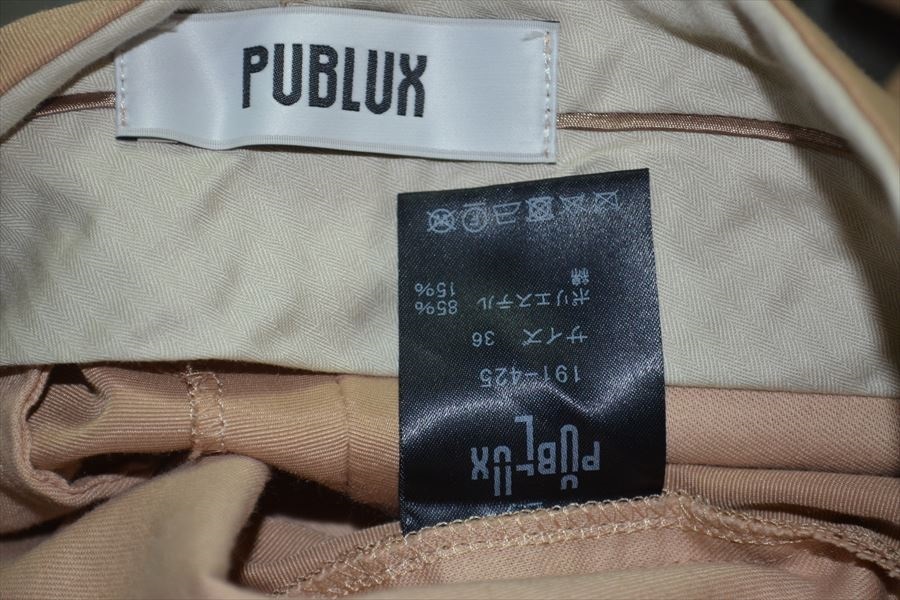 PUBLUX
PUBLUX
191-425
サイズ 36
ポリエステル 85%
綿 15%